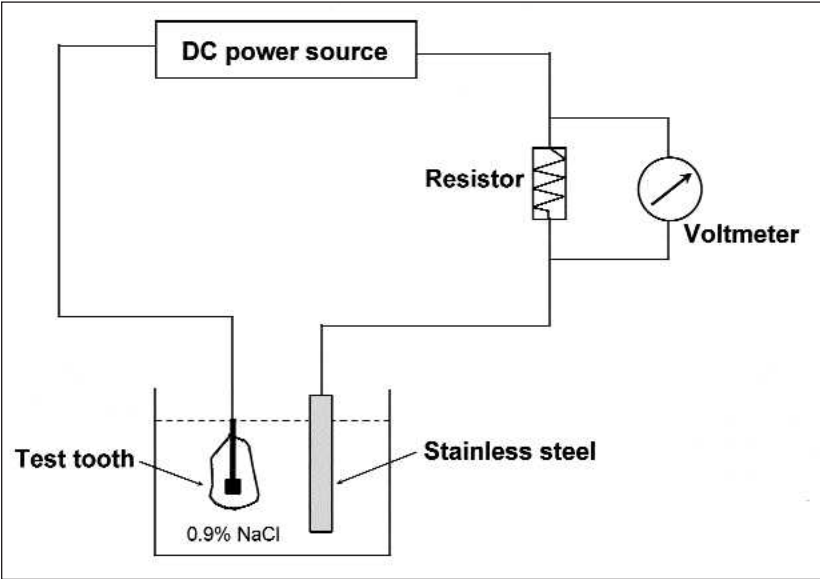 DC power source
Resistor
Voltmeter
Test tooth
Stainless steel
0.9% NaCl